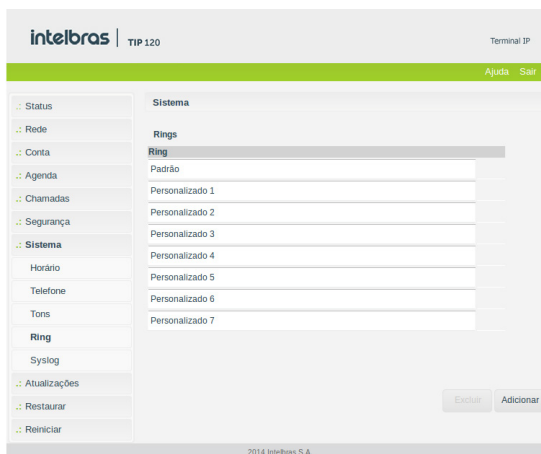 intelbras TIP 120 Terminal IP
Ajuda Sair
.: Status
.: Rede
.: Conta
.: Agenda
.: Chamadas
.: Segurança
.: Sistema
Horário
Telefone
Tons
Ring
Syslog
.: Atualizações
.: Restaurar
.: Reiniciar
Sistema
Rings
Ring
Padrão
Personalizado 1
Personalizado 2
Personalizado 3
Personalizado 4
Personalizado 5
Personalizado 6
Personalizado 7
Excluir Adicionar
2014 Intelbras S.A.